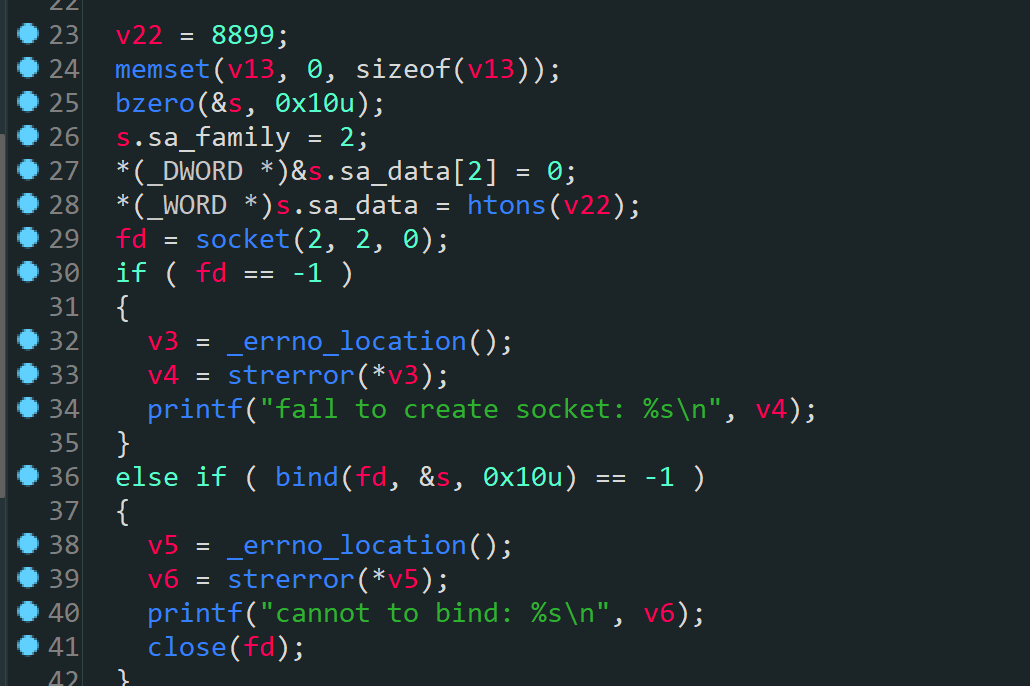 22
23 v22 = 8899;
24 memset(v13, 0, sizeof(v13));
25 bzero(&s, 0x10u);
26 s.sa_family = 2;
27 *(_DWORD *)&s.sa_data[2] = 0;
28 *(_WORD *)s.sa_data = htons(v22);
29 fd = socket(2, 2, 0);
30 if ( fd == -1 )
31 {
32 v3 = _errno_location();
33 v4 = strerror(*v3);
34 printf("fail to create socket: %s\n", v4);
35 }
36 else if ( bind(fd, &s, 0x10u) == -1 )
37 {
38 v5 = _errno_location();
39 v6 = strerror(*v5);
40 printf("cannot to bind: %s\n", v6);
41 close(fd);
42 }